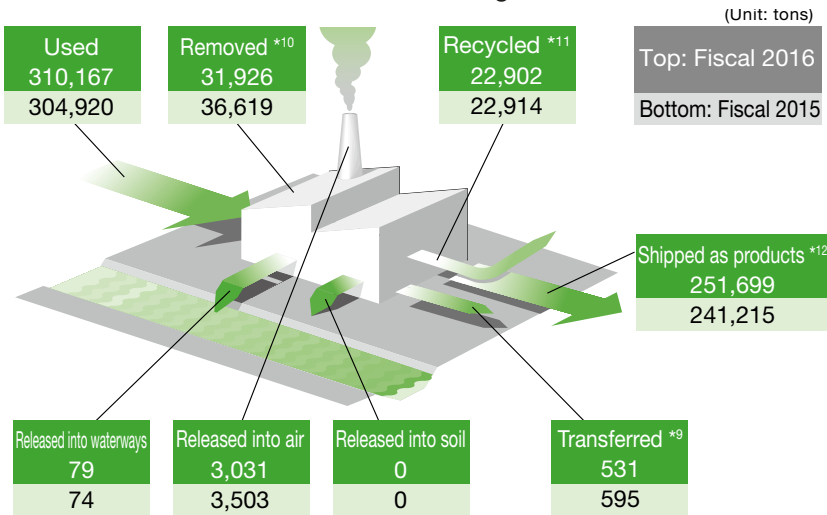 (Unit: tons)
Used
310,167
304,920
Removed *10
31,926
36,619
Recycled *11
22,902
22,914
Top: Fiscal 2016
Bottom: Fiscal 2015
Shipped as products *12
251,699
241,215
Released into waterways
79
74
Released into air
3,031
3,503
Released into soil
0
0
Transferred *9
531
595